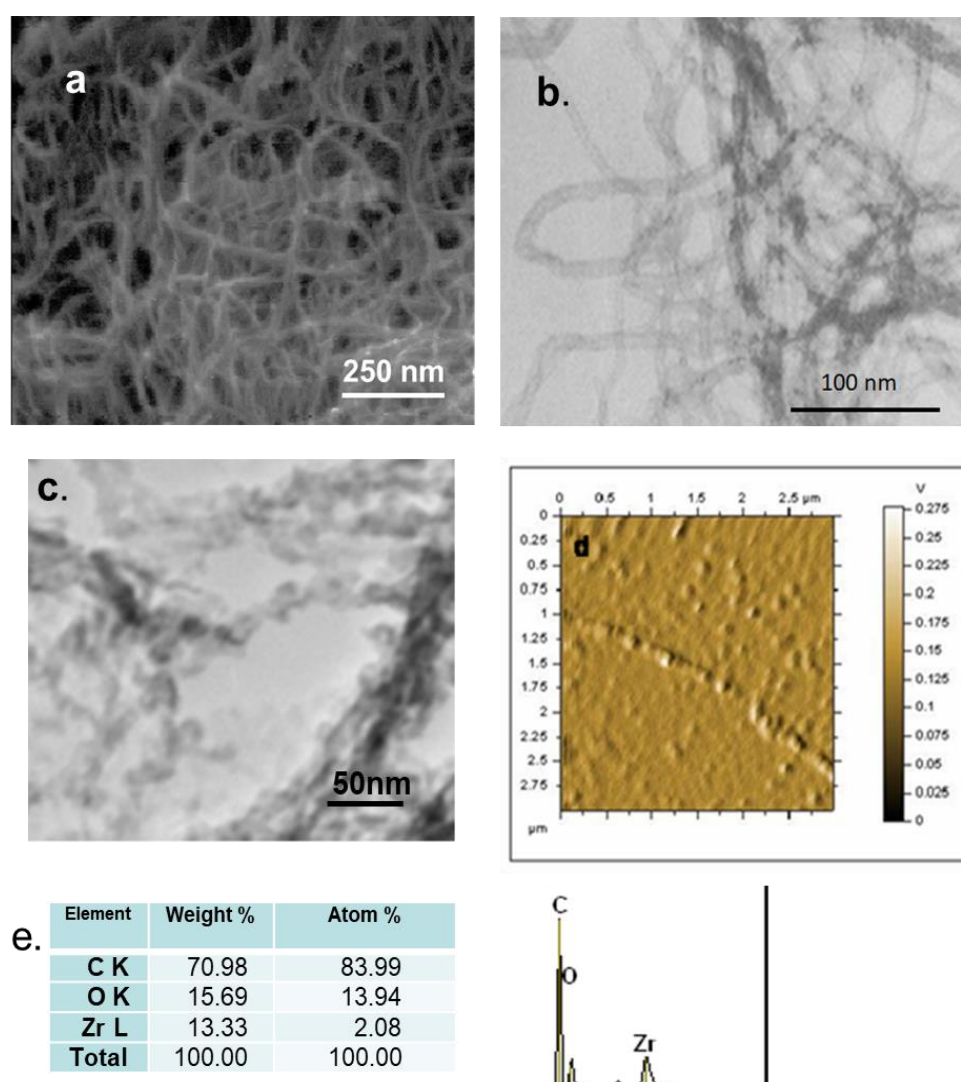 a
250 nm
b.
100 nm
c.
50nm
0 0.5 1 1.5 2 2.5 µm
d
0
0.25
0.5
0.75
1
1.25
1.5
1.75
2
2.25
2.5
2.75
µm
V
0.275
0.25
0.225
0.2
0.175
0.15
0.125
0.1
0.075
0.05
0.025
0
e.
Element Weight % Atom %
C K 70.98 83.99
O K 15.69 13.94
Zr L 13.33 2.08
Total 100.00 100.00
C
O
Zr